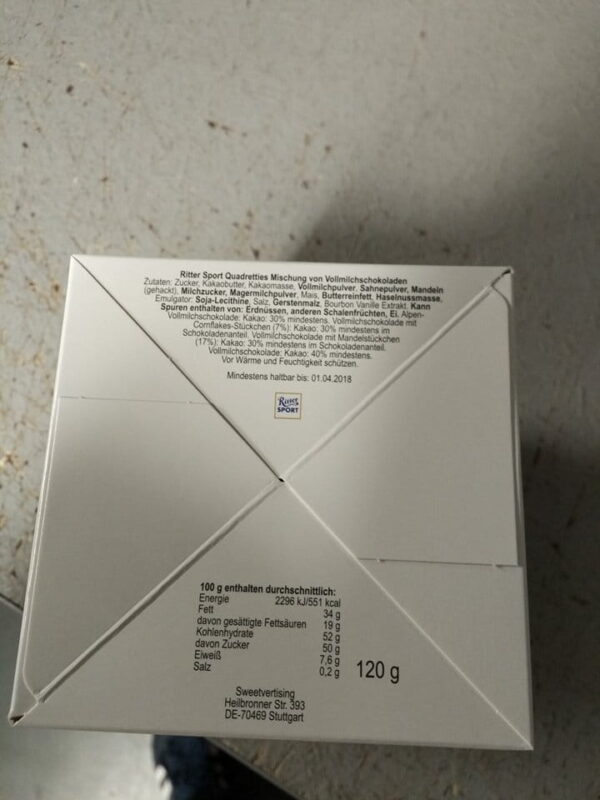 Ritter Sport Quadretties Mischung von Vollmilchschokoladen
Zutaten: Zucker, Kakaobutter, Kakaomasse, Vollmilchpulver, Sahnepulver, Mandeln
(gehackt), Milchzucker, Magermilchpulver, Mais, Butterreinfett, Haselnussmasse,
Emulgator: Soja-Lecithine, Salz, Gerstenmalz, Bourbon Vanille Extrakt. Kann
Spuren enthalten von: Erdnüssen, anderen Schalenfrüchten, Ei. Alpen-
Vollmilchschokolade: Kakao: 30% mindestens. Vollmilchschokolade mit
Cornflakes-Stückchen (7%): Kakao: 30% mindestens im
Schokoladenanteil. Vollmilchschokolade mit Mandelstückchen
(17%): Kakao: 30% mindestens im Schokoladenanteil.
Vollmilchschokolade: Kakao: 40% mindestens.
Vor Wärme und Feuchtigkeit schützen.
Mindestens haltbar bis: 01.04.2018
Ritter
SPORT
100 g enthalten durchschnittlich:
Energie 2296 kJ/551 kcal
Fett 34 g
davon gesättigte Fettsäuren 19 g
Kohlenhydrate 52 g
davon Zucker 50 g
Eiweiß 7,6 g
Salz 0,2 g
120 g
Sweetvertising
Heilbronner Str. 393
DE-70469 Stuttgart